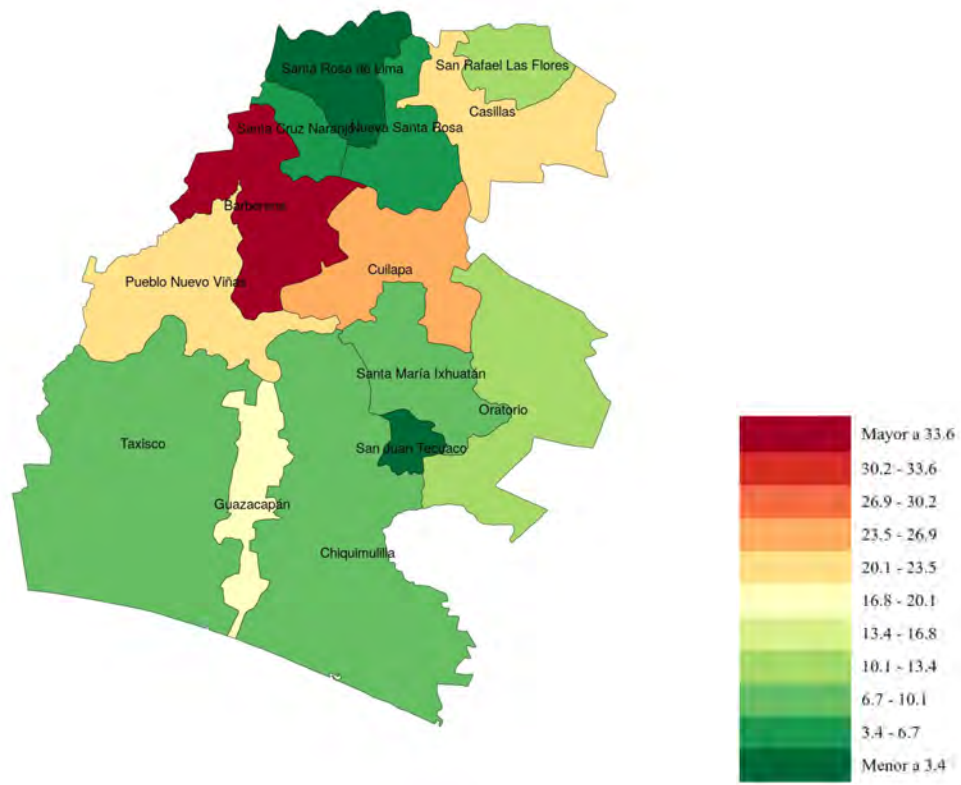 Santa Rosa de Lima
San Rafael Las Flores
Casillas
Santa Cruz Naranjo
Nueva Santa Rosa
Barberena
Cuilapa
Pueblo Nuevo Viñas
Santa María Ixhuatán
Oratorio
Taxisco
San Juan Tecuaco
Guazacapán
Chiquimulilla
Mayor a 33.6
30.2 - 33.6
26.9 - 30.2
23.5 - 26.9
20.1 - 23.5
16.8 - 20.1
13.4 - 16.8
10.1 - 13.4
6.7 - 10.1
3.4 - 6.7
Menor a 3.4